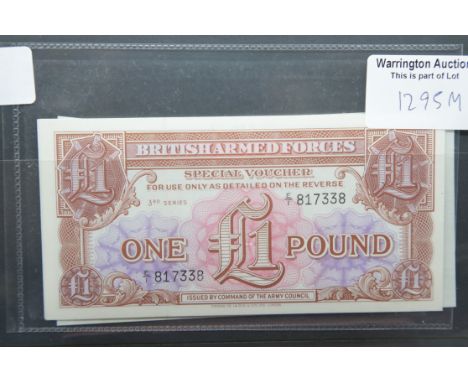 Warrington Auction
This is part of Lot
1295M
BRITISH ARMED FORCES
SPECIAL VOUCHER
FOR USE ONLY AS DETAILED ON THE REVERSE
£1
£1
3RD SERIES
E/1 817338
ONE £1 POUND
E/1 817338
£1
£1
ISSUED BY COMMAND OF THE ARMY COUNCIL